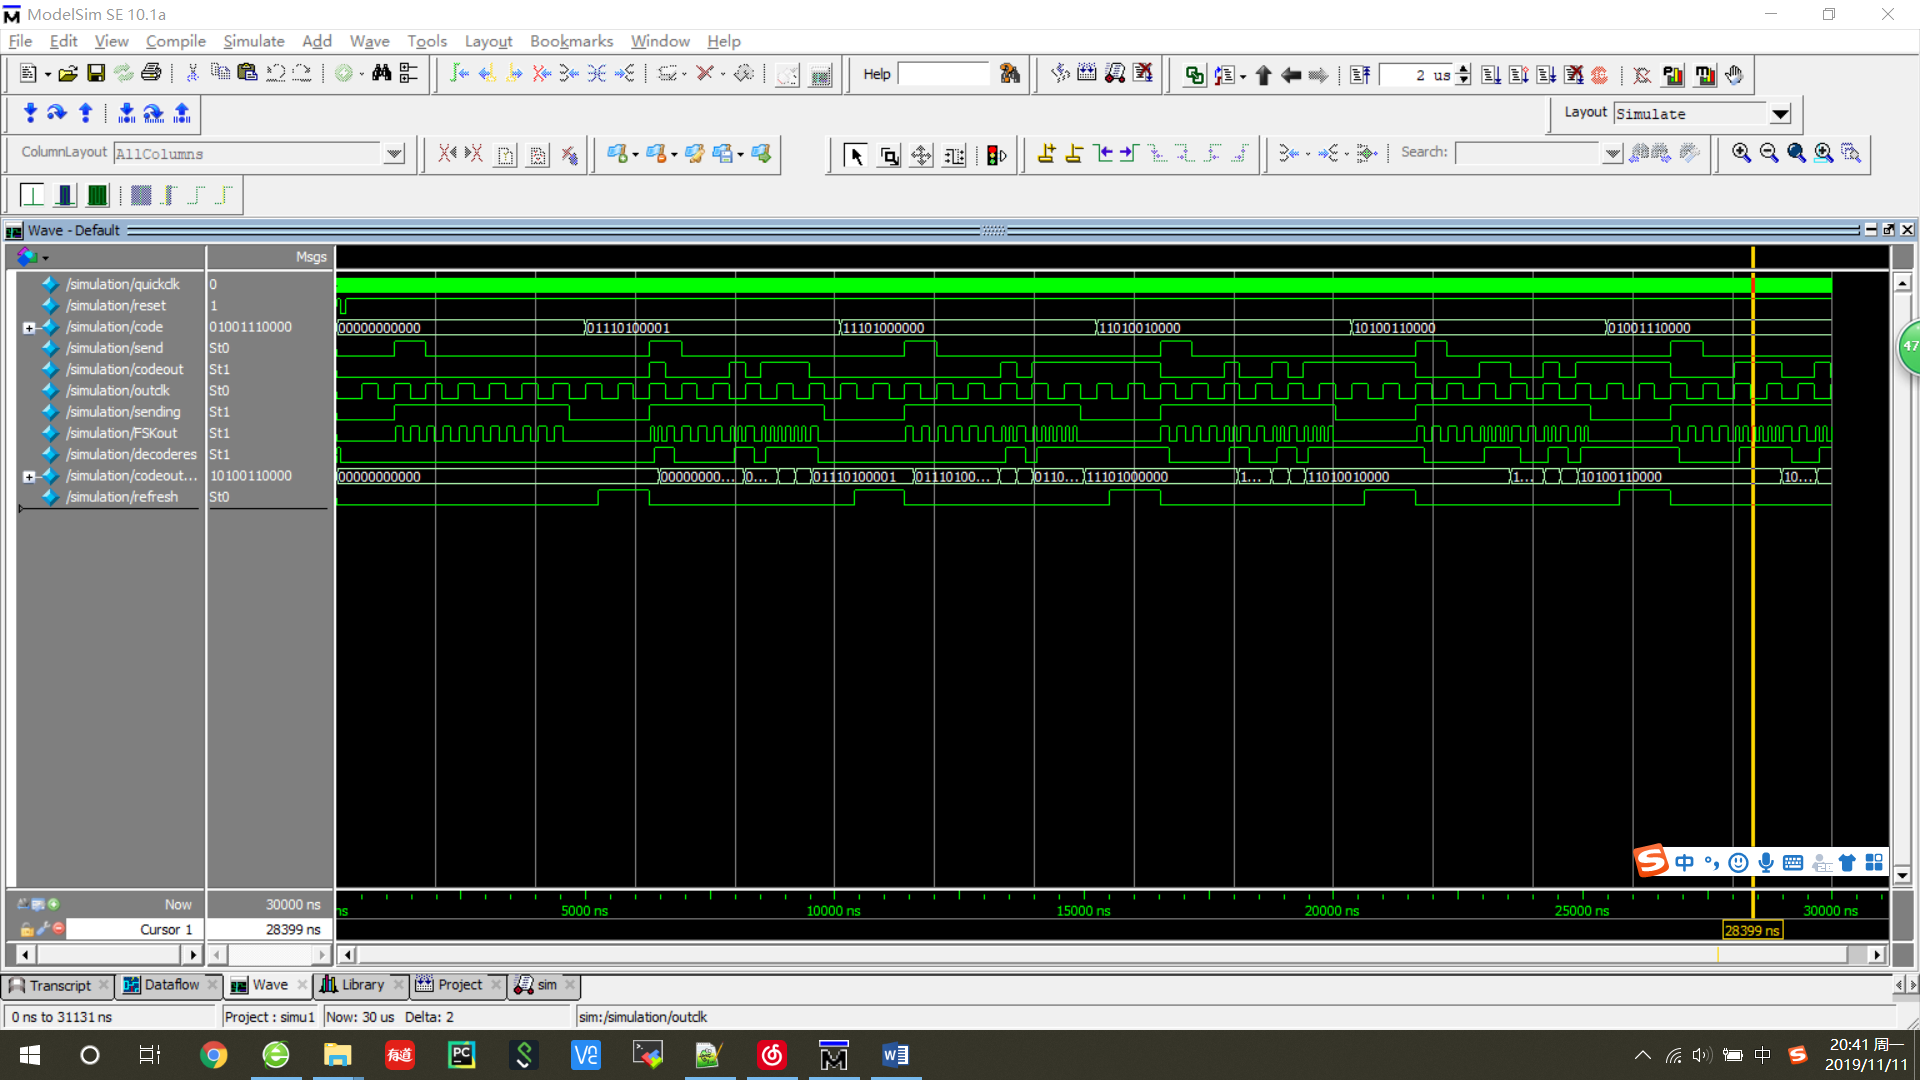 ModelSim SE 10.1a
File Edit View Compile Simulate Add Wave Tools Layout Bookmarks Window Help
Help
2 us
Layout Simulate
ColumnLayout AllColumns
Search:
Wave - Default
Msgs
/simulation/quickclk 0
/simulation/reset 1
/simulation/code 01001110000 00000000000 01110100001 11101000000 11010010000 10100110000 01001110000
/simulation/send St0
/simulation/codeout St1
/simulation/outclk St0
/simulation/sending St1
/simulation/FSKout St1
/simulation/decoderes St1
/simulation/codeout... 10100110000 00000000000 00000000... 0... 01110100001 01110100... 0110... 11101000000 1... 11010010000 1... 10100110000 10...
/simulation/refresh St0
47
中
Now 30000 ns
ns 5000 ns 10000 ns 15000 ns 20000 ns 25000 ns 30000 ns
Cursor 1 28399 ns
28399 ns
Transcript Dataflow Wave Library Project sim
0 ns to 31131 ns Project : simu1 Now: 30 us Delta: 2 sim:/simulation/outclk
有道 PC
中
20:41 周一
2019/11/11